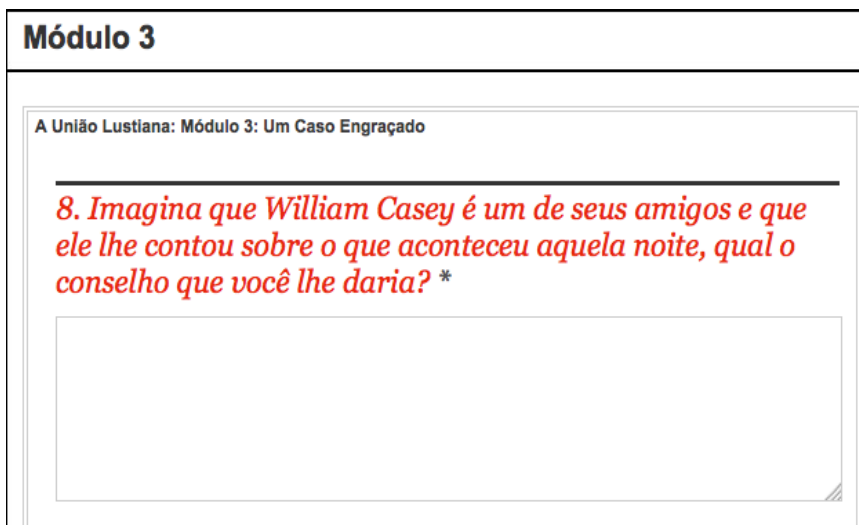 Módulo 3
A União Lustiana: Módulo 3: Um Caso Engraçado
8. Imagina que William Casey é um de seus amigos e que
ele lhe contou sobre o que aconteceu aquela noite, qual o
conselho que você lhe daria? *